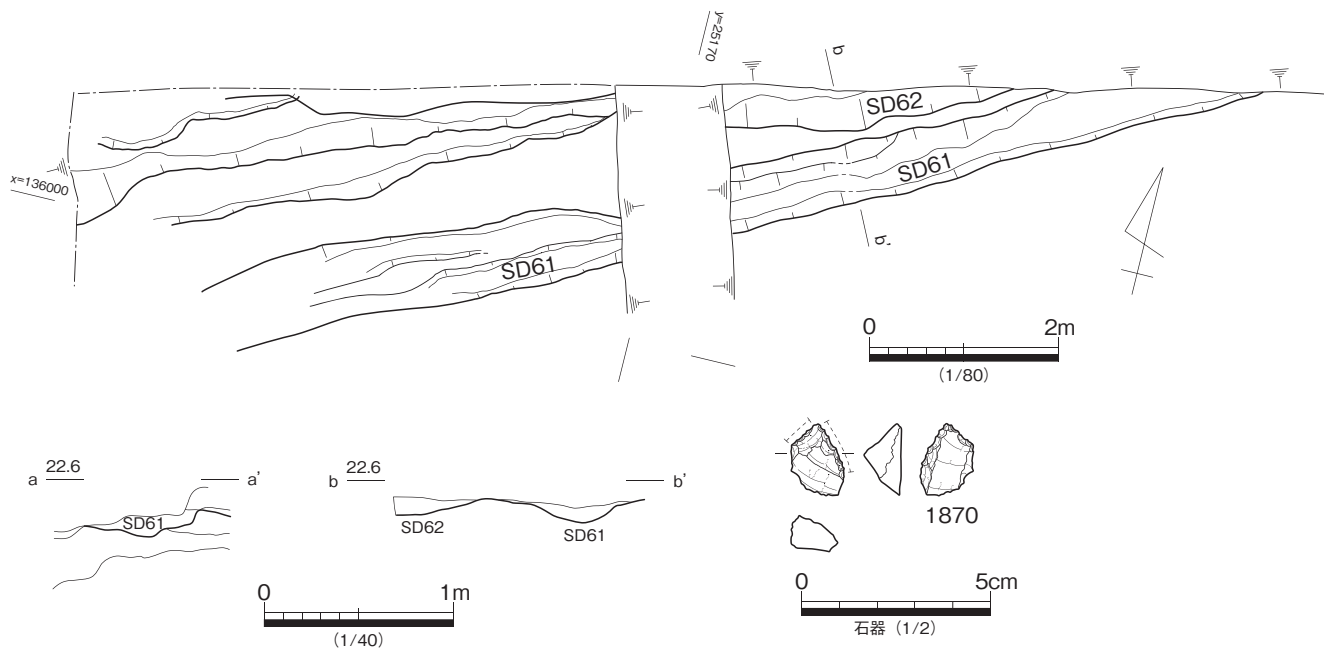 y=25170
b
SD62
SD61
x=136000
b'
SD61
0 2m
(1/80)
a 22.6 a'
SD61
b 22.6 b'
SD62 SD61
1870
0 1m
(1/40)
0 5cm
石器 (1/2)